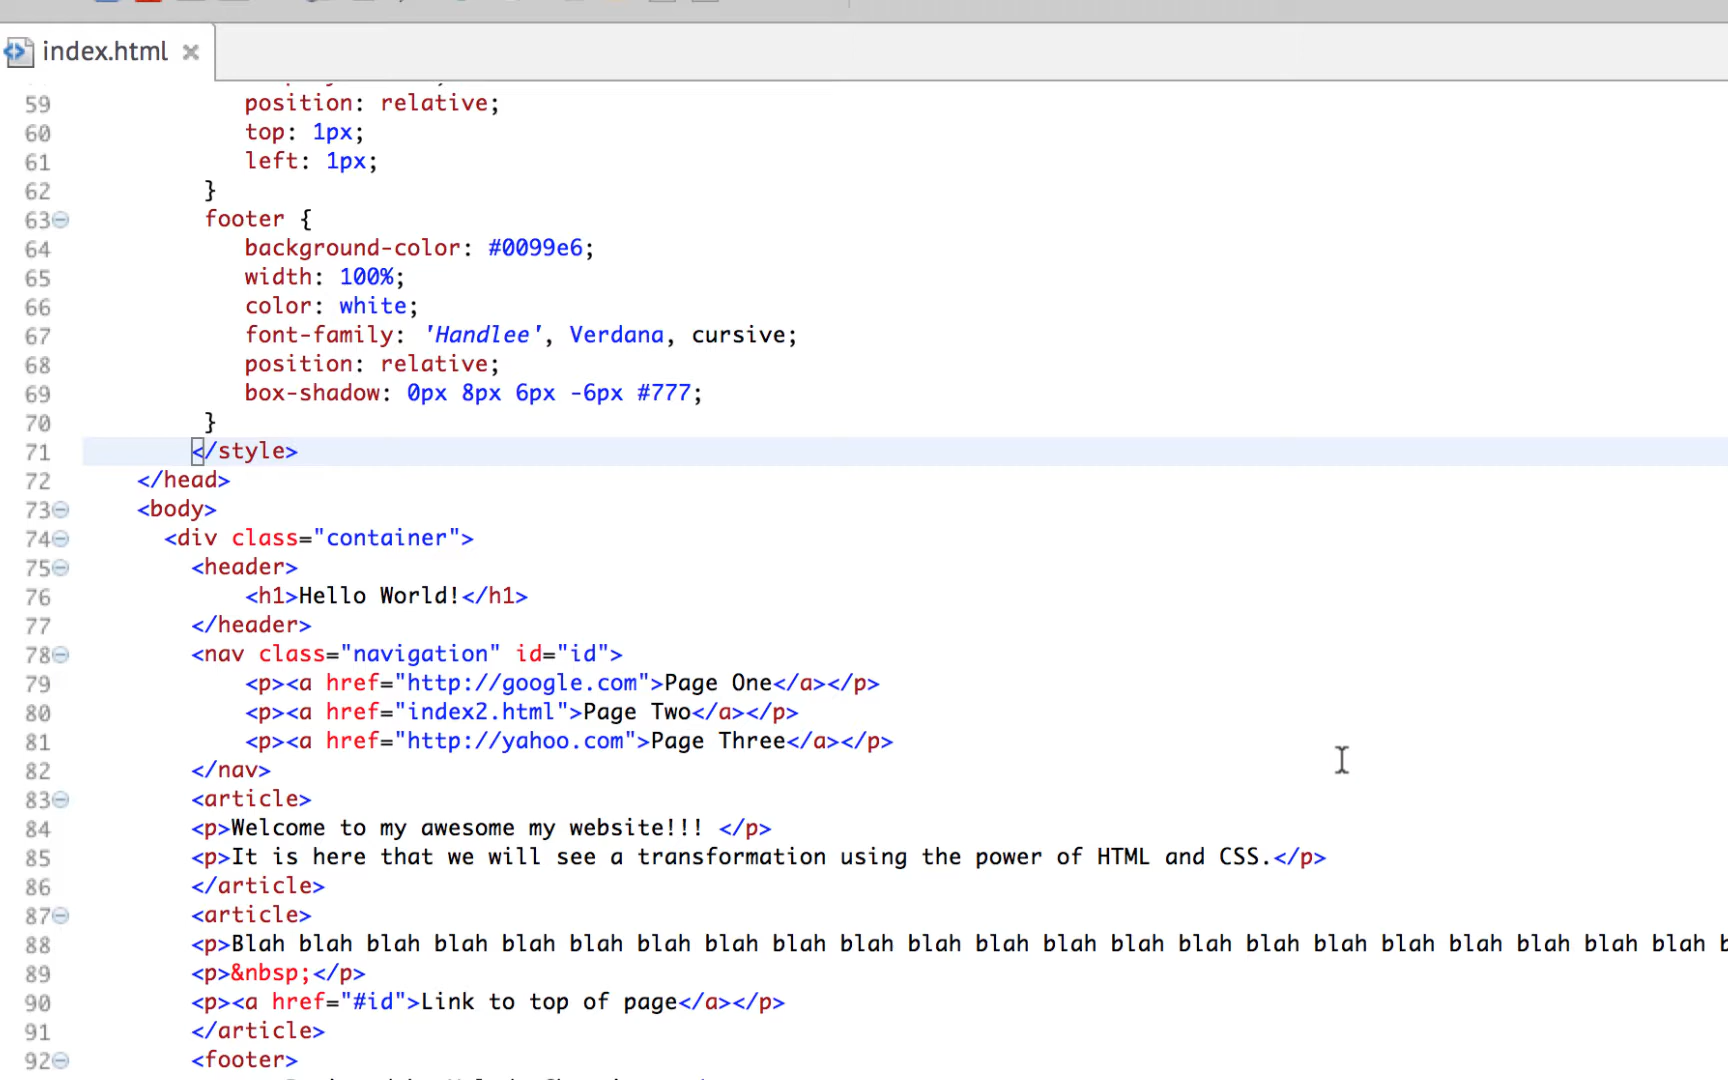 index.html
59 position: relative;
60 top: 1px;
61 left: 1px;
62 }
63 footer {
64 background-color: #0099e6;
65 width: 100%;
66 color: white;
67 font-family: 'Handlee', Verdana, cursive;
68 position: relative;
69 box-shadow: 0px 8px 6px -6px #777;
70 }
71 </style>
72 </head>
73 <body>
74 <div class="container">
75 <header>
76 <h1>Hello World!</h1>
77 </header>
78 <nav class="navigation" id="id">
79 <p><a href="http://google.com">Page One</a></p>
80 <p><a href="index2.html">Page Two</a></p>
81 <p><a href="http://yahoo.com">Page Three</a></p>
82 </nav>
83 <article>
84 <p>Welcome to my awesome my website!!! </p>
85 <p>It is here that we will see a transformation using the power of HTML and CSS.</p>
86 </article>
87 <article>
88 <p>Blah blah blah blah blah blah blah blah blah blah blah blah blah blah blah blah blah blah blah blah blah blah b
89 <p>&nbsp;</p>
90 <p><a href="#id">Link to top of page</a></p>
91 </article>
92 <footer>